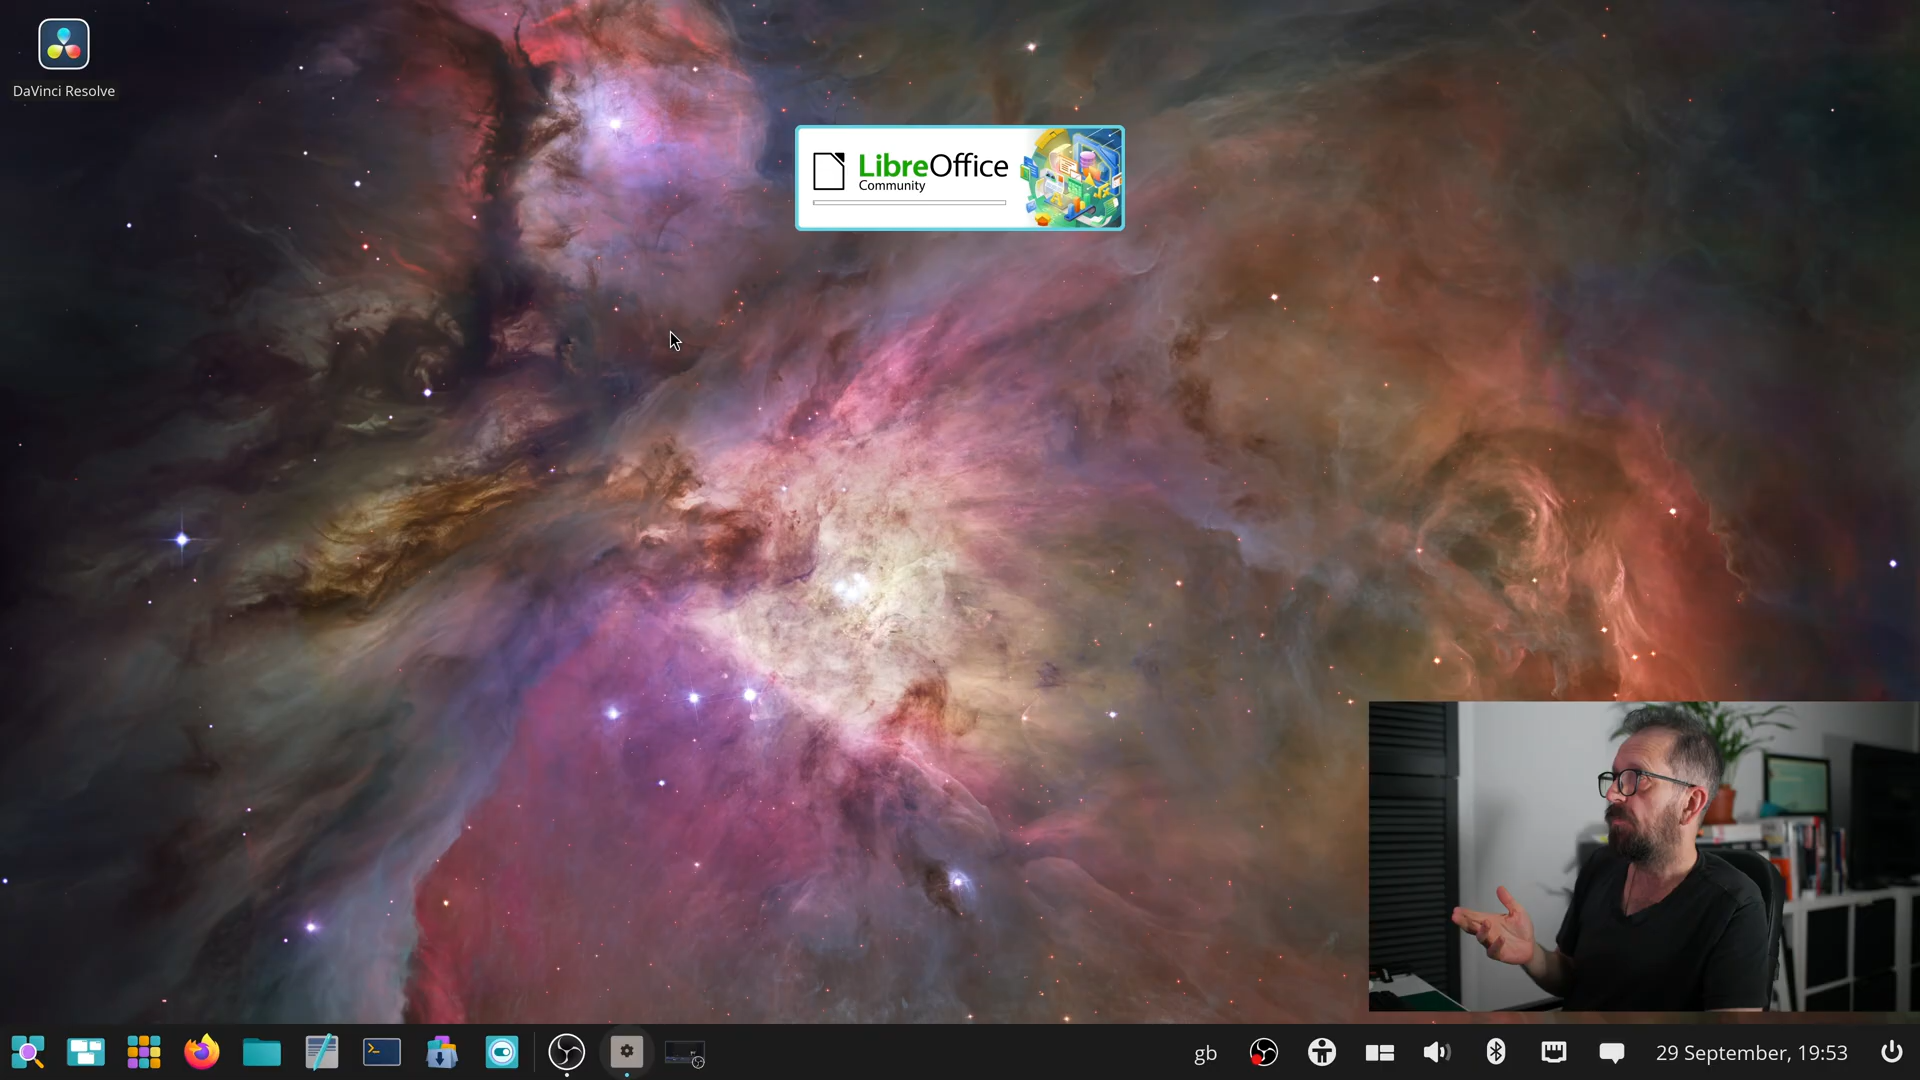 DaVinci Resolve
LibreOffice
Community
gb
29 September, 19:53